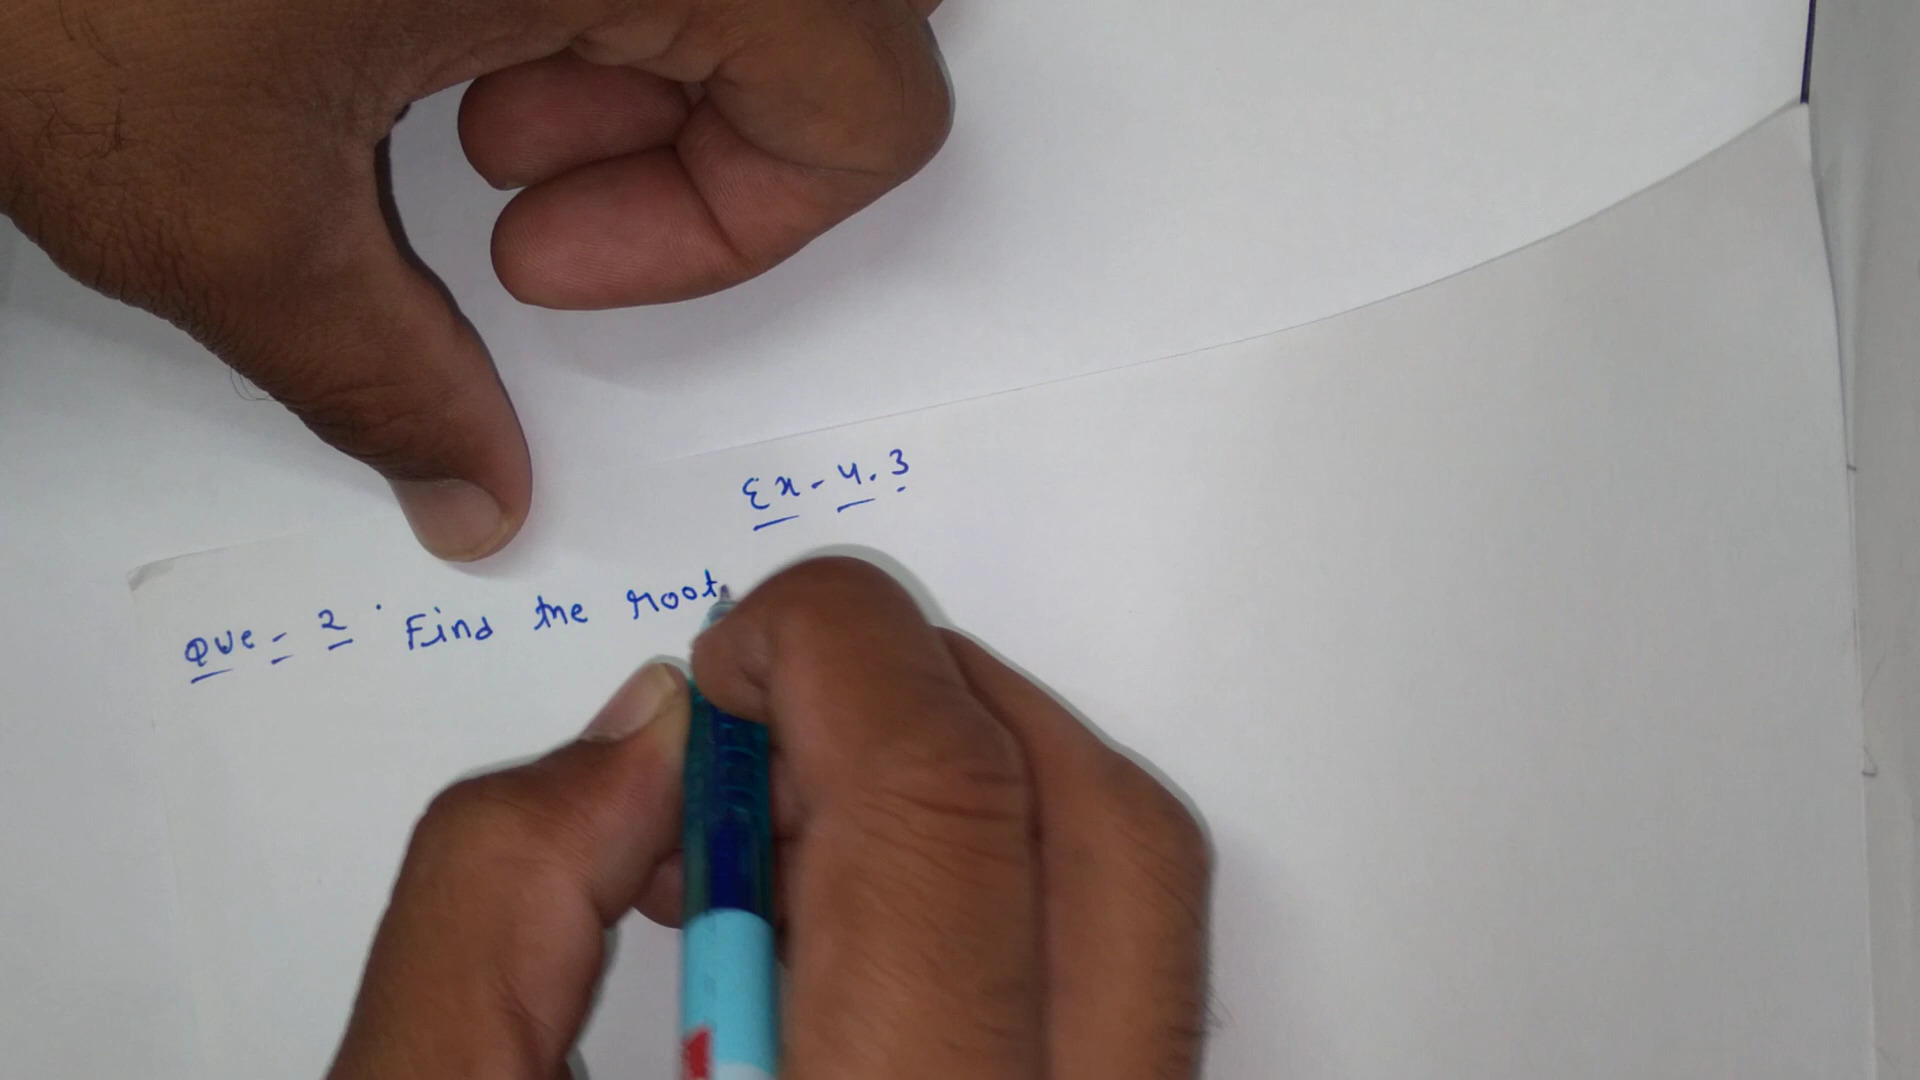 Ex - 4.3
Que - 2. Find the root